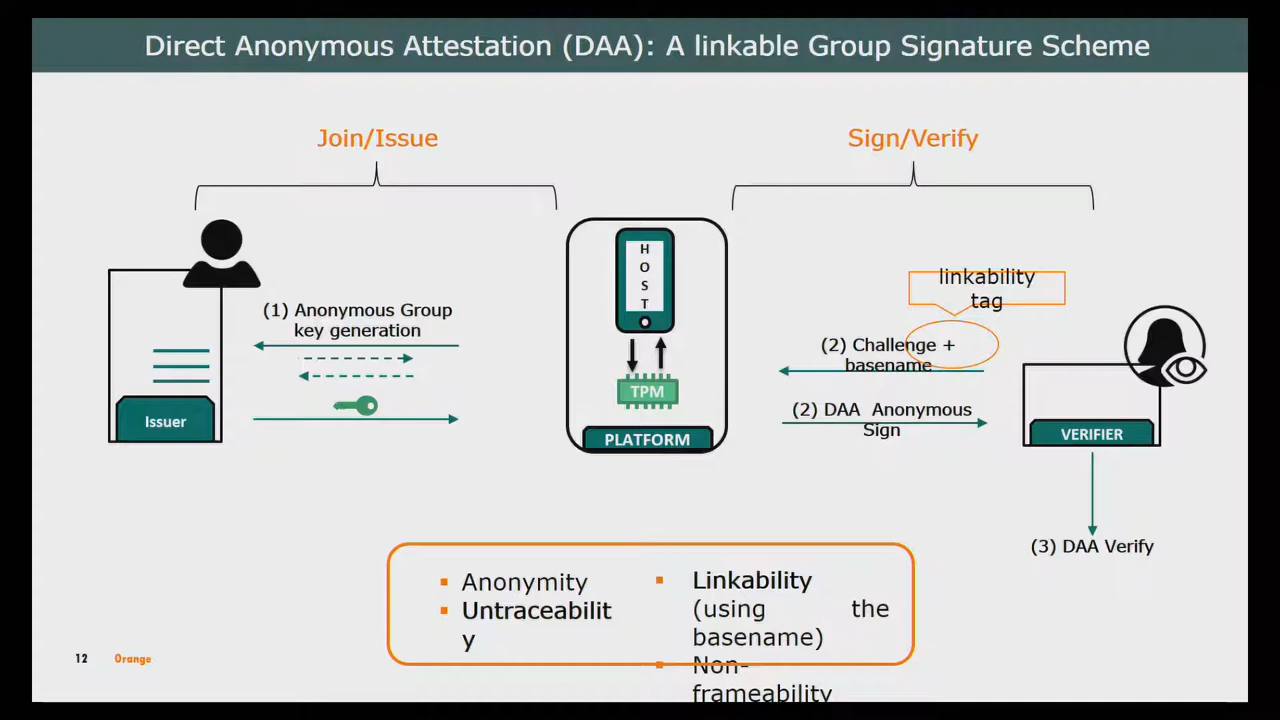 Direct Anonymous Attestation (DAA): A linkable Group Signature Scheme
Join/Issue
Sign/Verify
H
O
S
T
linkability
tag
(1) Anonymous Group
key generation
(2) Challenge +
basename
TPM
(2) DAA Anonymous
Sign
Issuer
PLATFORM
VERIFIER
(3) DAA Verify
▪ Anonymity
▪ Untraceabilit
y
▪ Linkability
(using the
basename)
▪ Non-
frameability
12 Orange